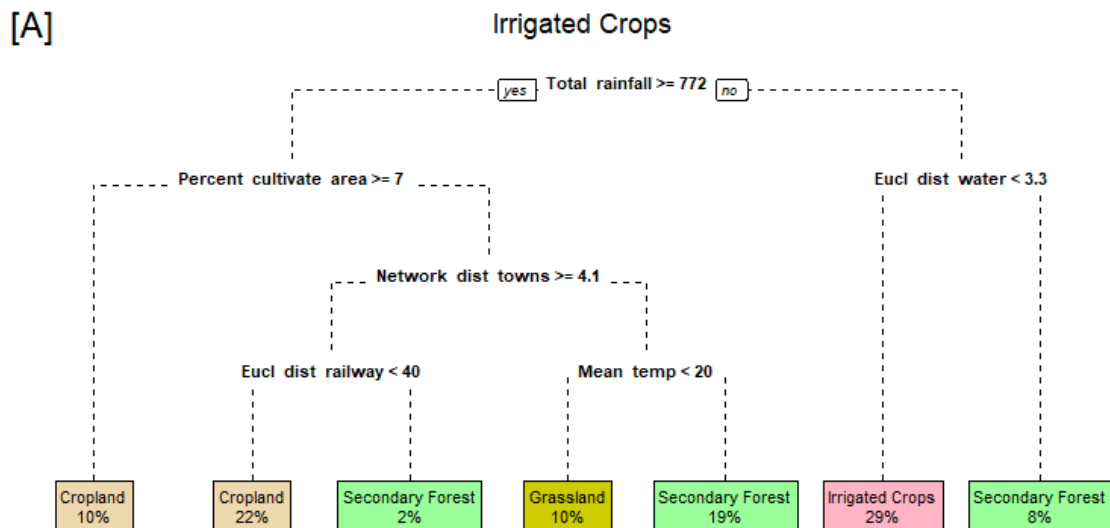 [A]
Irrigated Crops
yes
Total rainfall >= 772
no
Percent cultivate area >= 7
Eucl dist water < 3.3
Network dist towns >= 4.1
Eucl dist railway < 40
Mean temp < 20
Cropland
10%
Cropland
22%
Secondary Forest
2%
Grassland
10%
Secondary Forest
19%
Irrigated Crops
29%
Secondary Forest
8%